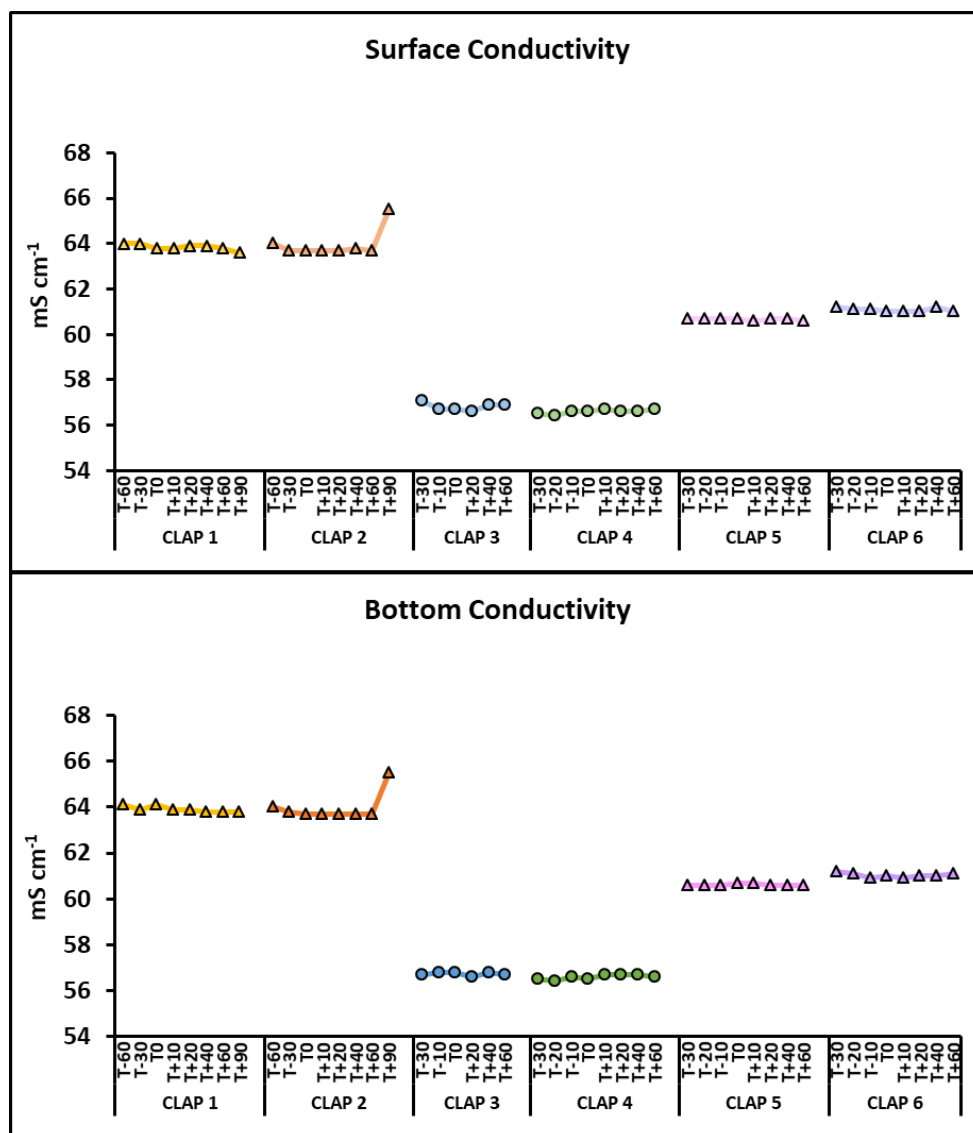 Surface Conductivity
68
66
64
62
60
58
56
54
mS cm⁻¹
T-60 T-30 T0 T+10 T+20 T+40 T+60 T+90 T-60 T-30 T0 T+10 T+20 T+40 T+60 T+90 T-30 T-10 T0 T+20 T+40 T+60 T-30 T-20 T-10 T0 T+10 T+20 T+40 T+60 T-30 T-20 T-10 T0 T+10 T+20 T+40 T+60 T-30 T-20 T-10 T0 T+10 T+20 T+40 T+60
CLAP 1 CLAP 2 CLAP 3 CLAP 4 CLAP 5 CLAP 6
Bottom Conductivity
68
66
64
62
60
58
56
54
mS cm⁻¹
T-60 T-30 T0 T+10 T+20 T+40 T+60 T+90 T-60 T-30 T0 T+10 T+20 T+40 T+60 T+90 T-30 T-10 T0 T+20 T+40 T+60 T-30 T-20 T-10 T0 T+10 T+20 T+40 T+60 T-30 T-20 T-10 T0 T+10 T+20 T+40 T+60 T-30 T-20 T-10 T0 T+10 T+20 T+40 T+60
CLAP 1 CLAP 2 CLAP 3 CLAP 4 CLAP 5 CLAP 6